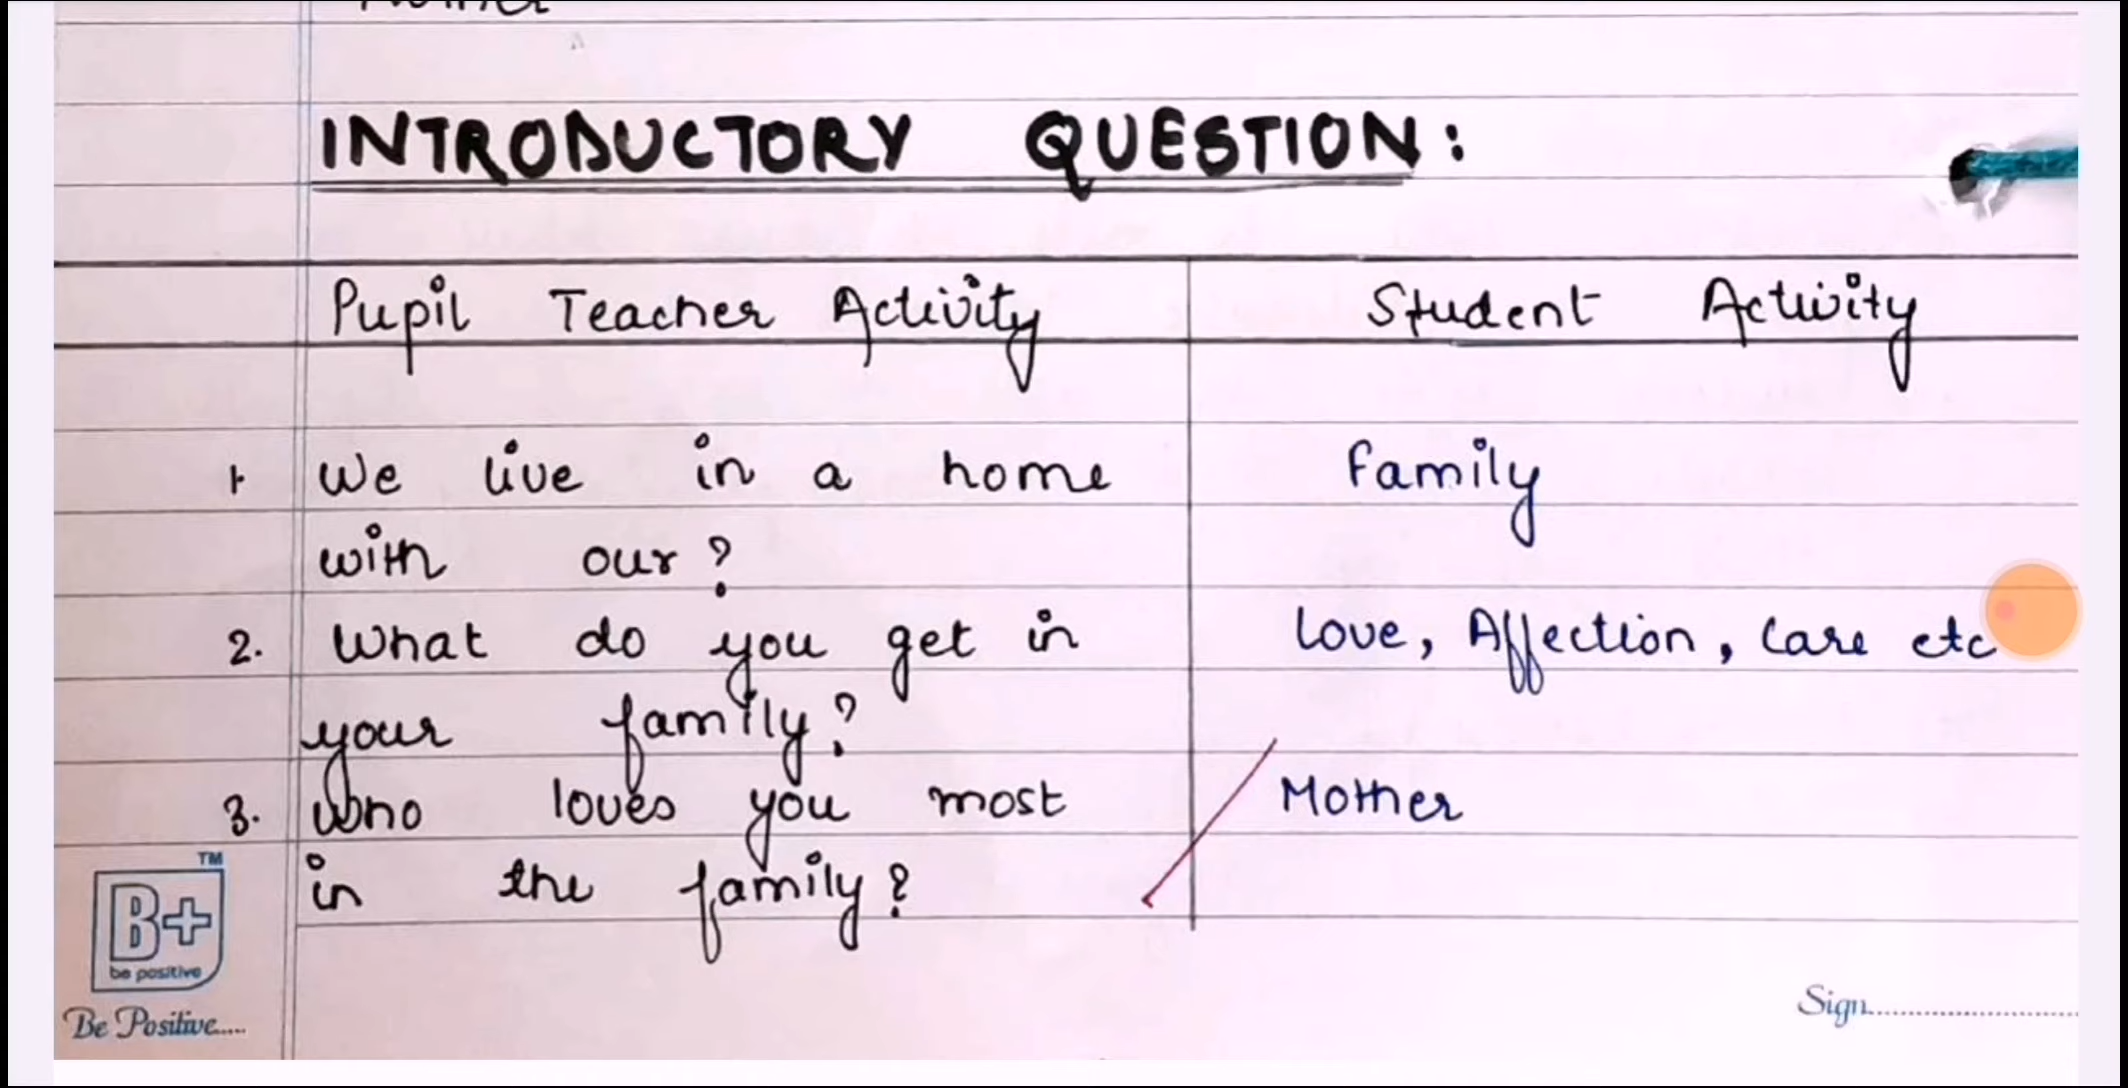 INTRODUCTORY QUESTION:
Pupil Teacher Activity Student Activity
1. We live in a home Family
with our?
2. What do you get in Love, Affection, Care etc
your family?
3. Who loves you most Mother
in the family?
TM
B+
be positive
Be Positive.....
Sign